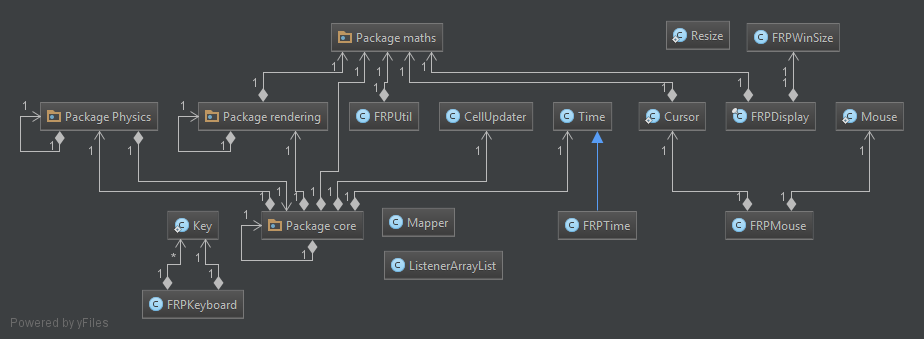 Package maths
Resize
FRPWinSize
1 1 1 1 1 1
1 1
1 1 1 1
Package Physics
Package rendering
FRPUtil
CellUpdater
Time
Cursor
FRPDisplay
Mouse
1 1 1 1 1 1 1 1 1
1 1 1 1 1 1 1 1 1
Key
Package core
Mapper
FRPTime
FRPMouse
* 1 1
1 1
ListenerArrayList
FRPKeyboard
Powered by yFiles